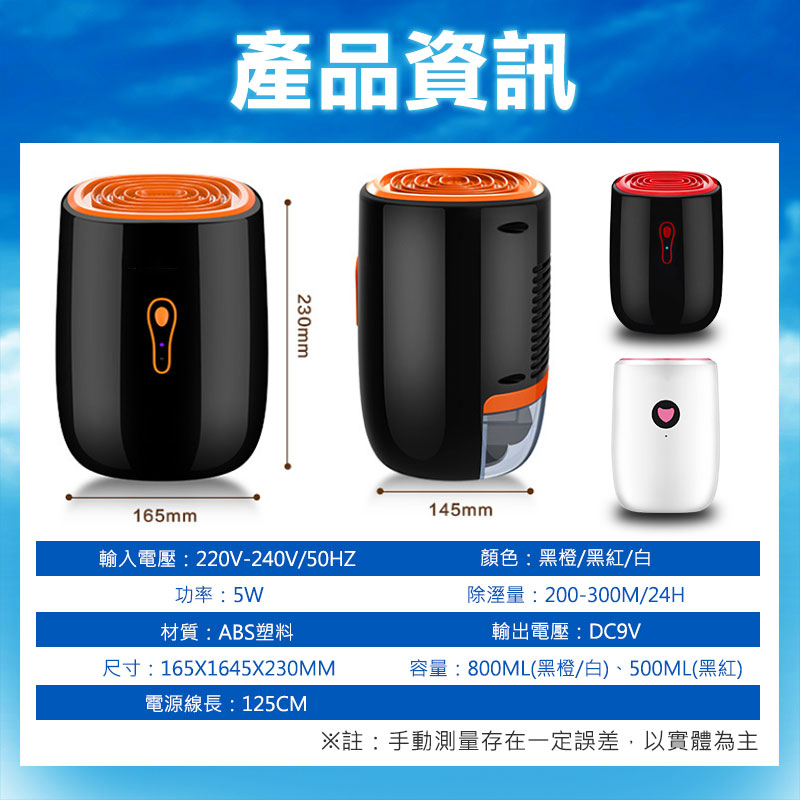 產品資訊
230mm
165mm
145mm
輸入電壓：220V-240V/50HZ
顏色：黑橙/黑紅/白
功率：5W
除溼量：200-300M/24H
材質：ABS塑料
輸出電壓：DC9V
尺寸：165X1645X230MM
容量：800ML(黑橙/白)、500ML(黑紅)
電源線長：125CM
※註：手動測量存在一定誤差，以實體為主